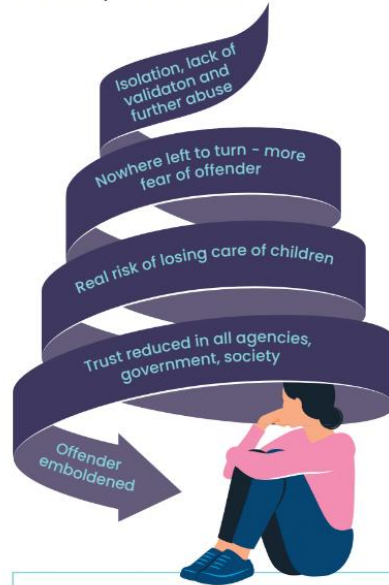 Isolation, lack of
validaton and
further abuse
Nowhere left to turn - more
fear of offender
Real risk of losing care of children
Trust reduced in all agencies,
government, society
Offender
emboldened